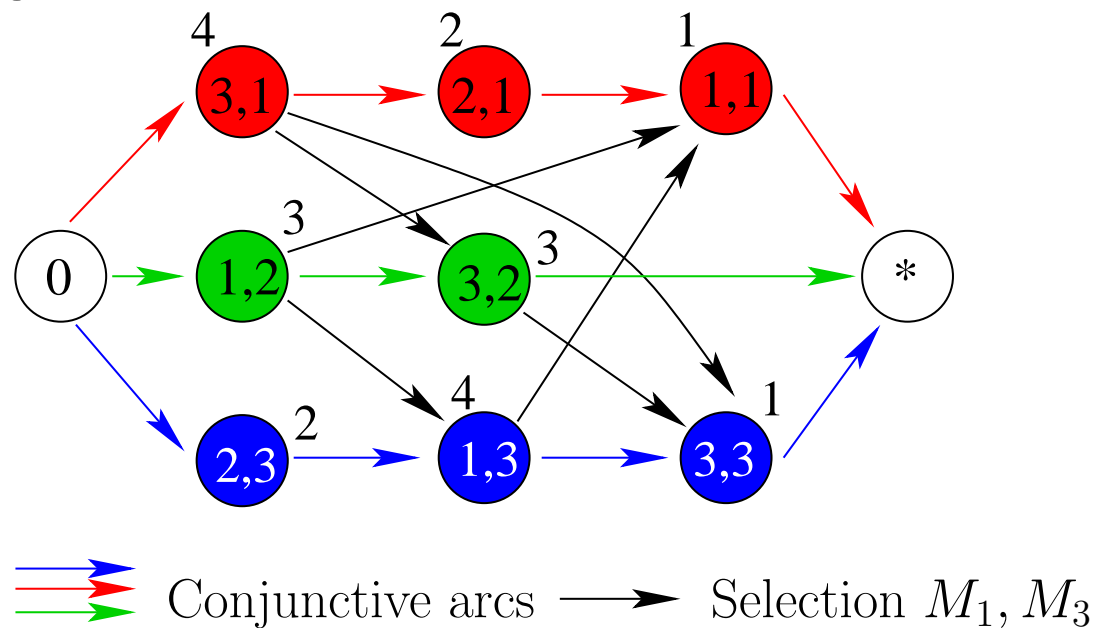 4 2 1
3,1 2,1 1,1
3 3
0 1,2 3,2 *
2 4 1
2,3 1,3 3,3
Conjunctive arcs Selection M₁, M₃